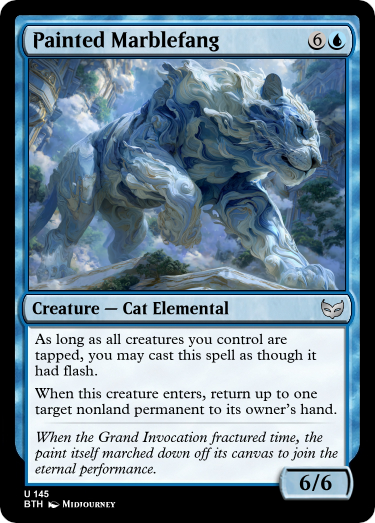 Painted Marblefang
6
Creature — Cat Elemental
As long as all creatures you control are
tapped, you may cast this spell as though it
had flash.
When this creature enters, return up to one
target nonland permanent to its owner's hand.
When the Grand Invocation fractured time, the
paint itself marched down off its canvas to join the
eternal performance.
6/6
U 145
BTH Midjourney